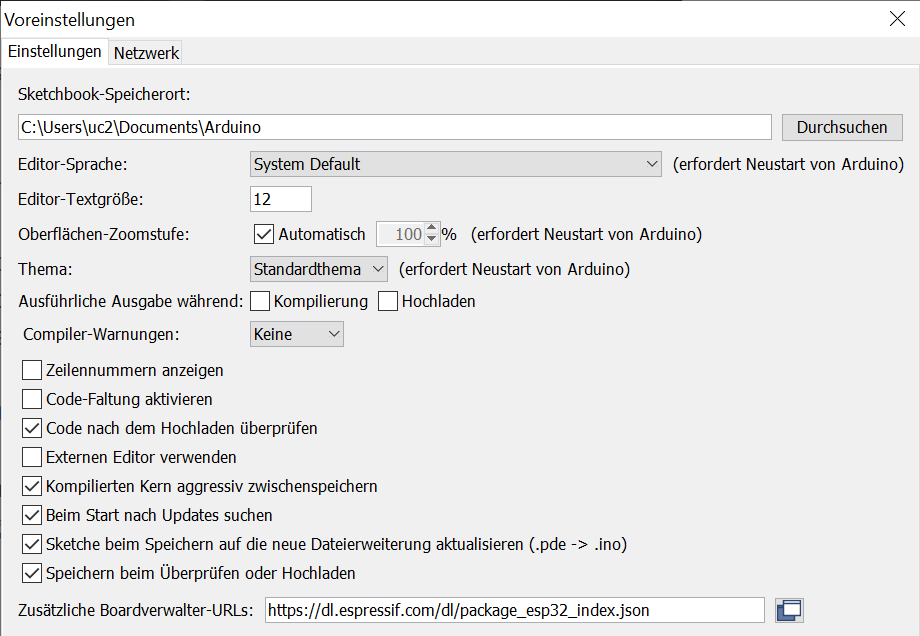 Voreinstellungen
Einstellungen Netzwerk
Sketchbook-Speicherort:
C:\Users\uc2\Documents\Arduino Durchsuchen
Editor-Sprache: System Default (erfordert Neustart von Arduino)
Editor-Textgröße: 12
Oberflächen-Zoomstufe: Automatisch 100 % (erfordert Neustart von Arduino)
Thema: Standardthema (erfordert Neustart von Arduino)
Ausführliche Ausgabe während: Kompilierung Hochladen
Compiler-Warnungen: Keine
Zeilennummern anzeigen
Code-Faltung aktivieren
Code nach dem Hochladen überprüfen
Externen Editor verwenden
Kompilierten Kern aggressiv zwischenspeichern
Beim Start nach Updates suchen
Sketche beim Speichern auf die neue Dateierweiterung aktualisieren (.pde -> .ino)
Speichern beim Überprüfen oder Hochladen
Zusätzliche Boardverwalter-URLs: https://dl.espressif.com/dl/package_esp32_index.json